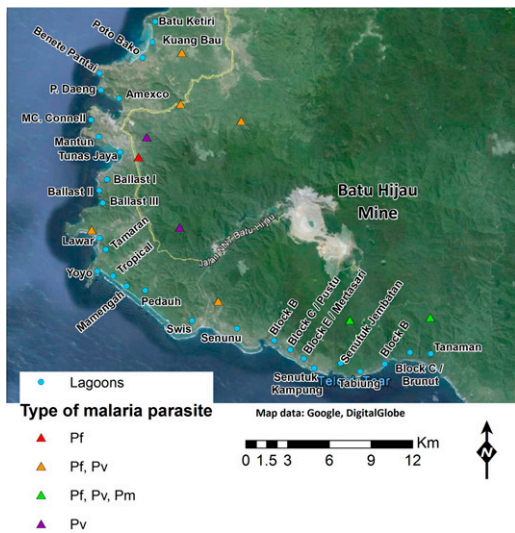 Batu Ketiri
Poto Bako
Kuang Bau
Benete Pantai
P. Daeng
Amexco
MC. Connell
Mantun
Tunas Jaya
Ballast I
Ballast II
Ballast III
Batu Hijau
Mine
Lawar
Tamaran
Tropical
Yoyo
Mamengah
Pedauh
Swis
Senunu
Block B
Block C / Pustu
Block E / Mertasari
Senutuk Jembatan
Block B
Tanaman
Senutuk
Kampung
Tabiung
Block C /
Brunut
Lagoons
Type of malaria parasite
Pf
Pf, Pv
Pf, Pv, Pm
Pv
Map data: Google, DigitalGlobe
Km
0 1.5 3 6 9 12
N